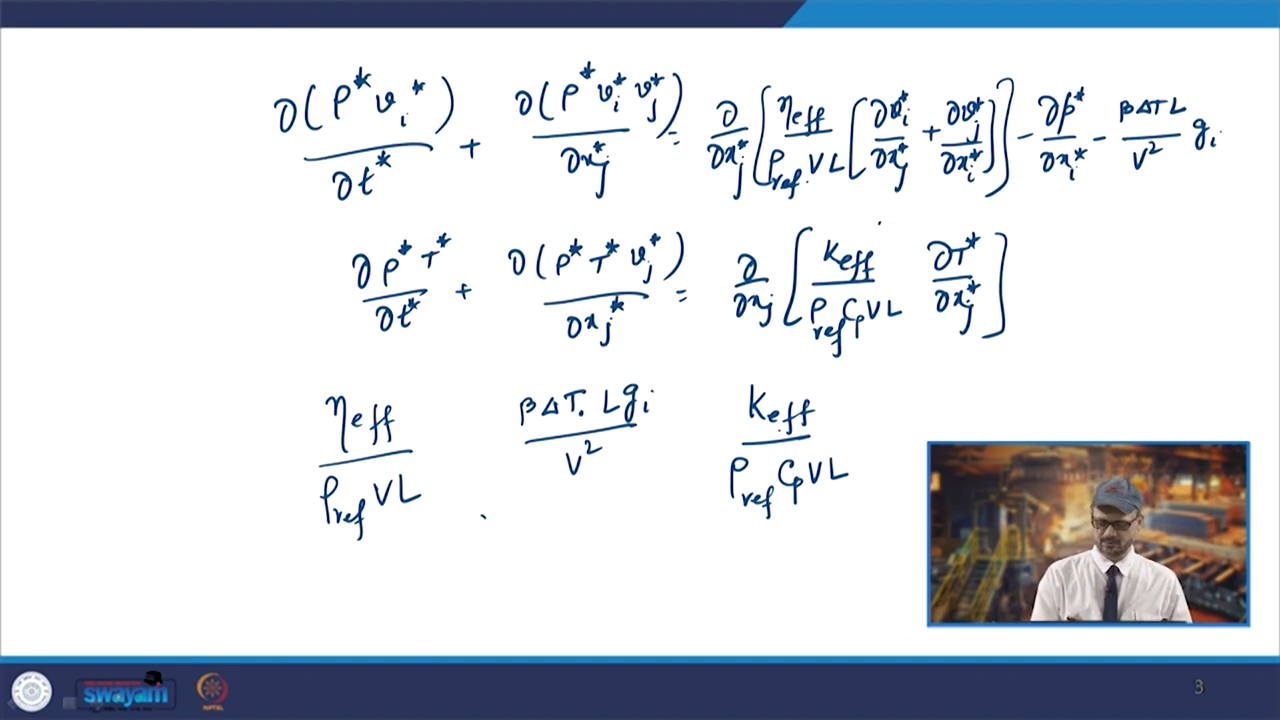 ∂(ρ* v_i*)/∂t* + ∂(ρ* v_i* v_j*)/∂x_j* = ∂/∂x_j* [η_eff/(ρ_ref VL) [∂v_i*/∂x_j* + ∂v_j*/∂x_i*]] - ∂p*/∂x_i* - βΔTL/V² g_i
∂ρ*T*/∂t* + ∂(ρ* T* v_j*)/∂x_j* = ∂/∂x_j [K_eff/(ρ_ref C_p VL) ∂T*/∂x_j*]
η_eff/(ρ_ref VL) βΔT. Lg_i/V² K_eff/(ρ_ref C_p VL)
swayam
NPTEL
3